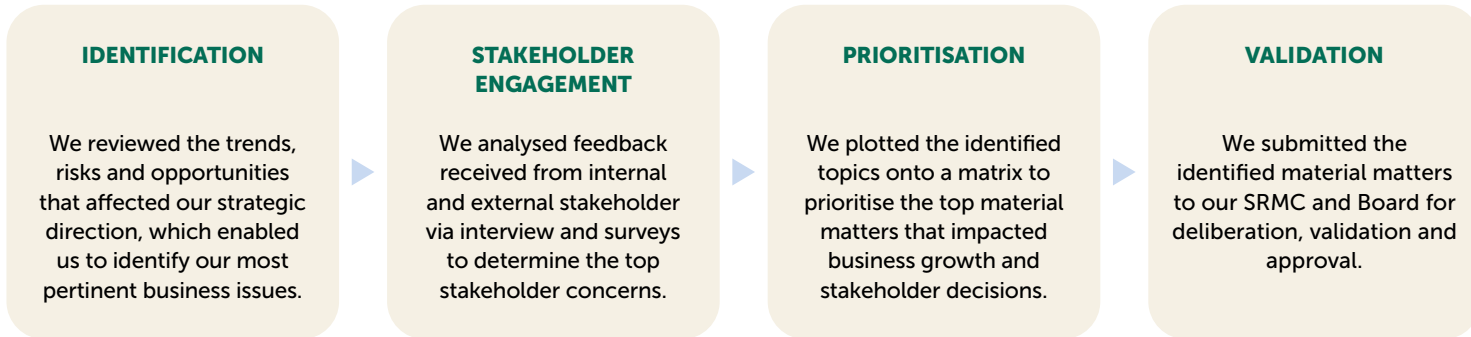 IDENTIFICATION
We reviewed the trends,
risks and opportunities
that affected our strategic
direction, which enabled
us to identify our most
pertinent business issues.
STAKEHOLDER
ENGAGEMENT
We analysed feedback
received from internal
and external stakeholder
via interview and surveys
to determine the top
stakeholder concerns.
PRIORITISATION
We plotted the identified
topics onto a matrix to
prioritise the top material
matters that impacted
business growth and
stakeholder decisions.
VALIDATION
We submitted the
identified material matters
to our SRMC and Board for
deliberation, validation and
approval.